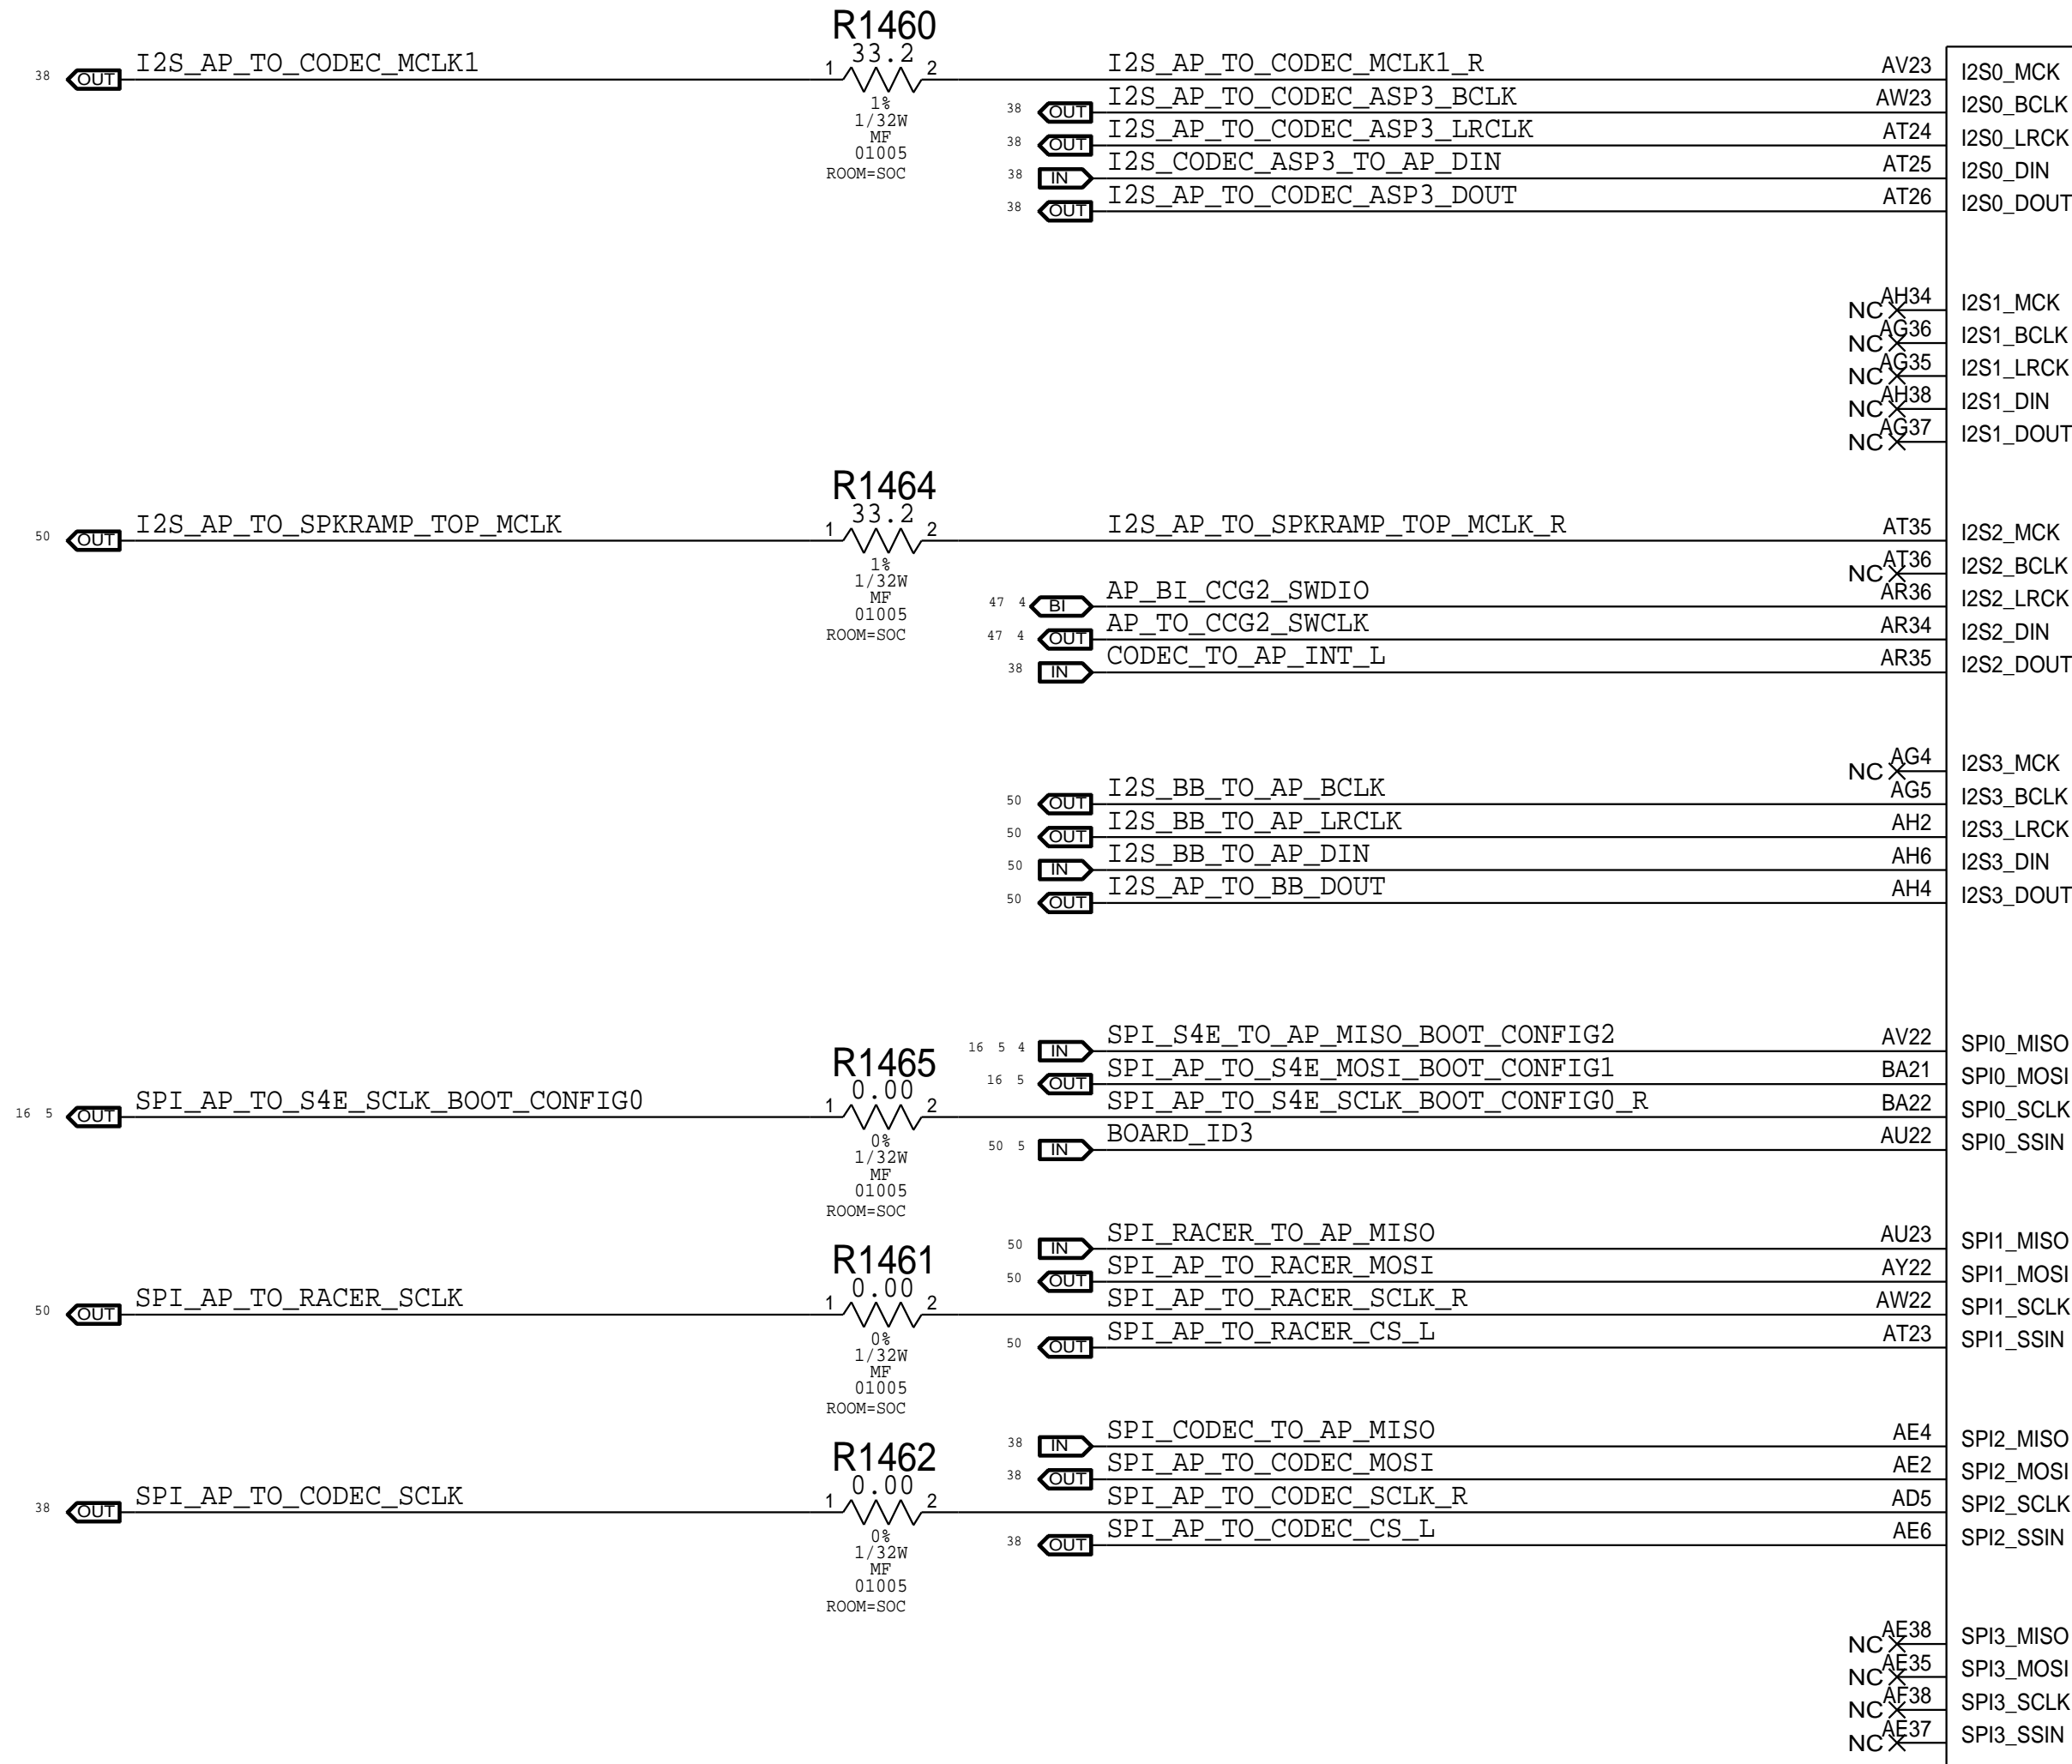 R1460
38 OUT I2S_AP_TO_CODEC_MCLK1 1 33.2 2 I2S_AP_TO_CODEC_MCLK1_R AV23 I2S0_MCK
1%
1/32W
MF
01005
ROOM=SOC
38 OUT I2S_AP_TO_CODEC_ASP3_BCLK AW23 I2S0_BCLK
38 OUT I2S_AP_TO_CODEC_ASP3_LRCLK AT24 I2S0_LRCK
38 IN I2S_CODEC_ASP3_TO_AP_DIN AT25 I2S0_DIN
38 OUT I2S_AP_TO_CODEC_ASP3_DOUT AT26 I2S0_DOUT
NC AH34 I2S1_MCK
NC AG36 I2S1_BCLK
NC AG35 I2S1_LRCK
NC AH38 I2S1_DIN
NC AG37 I2S1_DOUT
R1464
50 OUT I2S_AP_TO_SPKRAMP_TOP_MCLK 1 33.2 2 I2S_AP_TO_SPKRAMP_TOP_MCLK_R AT35 I2S2_MCK
1%
1/32W
MF
01005
ROOM=SOC
NC AT36 I2S2_BCLK
47 4 BI AP_BI_CCG2_SWDIO AR36 I2S2_LRCK
47 4 OUT AP_TO_CCG2_SWCLK AR34 I2S2_DIN
38 IN CODEC_TO_AP_INT_L AR35 I2S2_DOUT
NC AG4 I2S3_MCK
50 OUT I2S_BB_TO_AP_BCLK AG5 I2S3_BCLK
50 OUT I2S_BB_TO_AP_LRCLK AH2 I2S3_LRCK
50 IN I2S_BB_TO_AP_DIN AH6 I2S3_DIN
50 OUT I2S_AP_TO_BB_DOUT AH4 I2S3_DOUT
16 5 4 IN SPI_S4E_TO_AP_MISO_BOOT_CONFIG2 AV22 SPI0_MISO
16 5 OUT SPI_AP_TO_S4E_MOSI_BOOT_CONFIG1 BA21 SPI0_MOSI
R1465
16 5 OUT SPI_AP_TO_S4E_SCLK_BOOT_CONFIG0 1 0.00 2 SPI_AP_TO_S4E_SCLK_BOOT_CONFIG0_R BA22 SPI0_SCLK
0%
1/32W
MF
01005
ROOM=SOC
50 5 IN BOARD_ID3 AU22 SPI0_SSIN
50 IN SPI_RACER_TO_AP_MISO AU23 SPI1_MISO
50 OUT SPI_AP_TO_RACER_MOSI AY22 SPI1_MOSI
R1461
50 OUT SPI_AP_TO_RACER_SCLK 1 0.00 2 SPI_AP_TO_RACER_SCLK_R AW22 SPI1_SCLK
0%
1/32W
MF
01005
ROOM=SOC
50 OUT SPI_AP_TO_RACER_CS_L AT23 SPI1_SSIN
38 IN SPI_CODEC_TO_AP_MISO AE4 SPI2_MISO
38 OUT SPI_AP_TO_CODEC_MOSI AE2 SPI2_MOSI
R1462
38 OUT SPI_AP_TO_CODEC_SCLK 1 0.00 2 SPI_AP_TO_CODEC_SCLK_R AD5 SPI2_SCLK
0%
1/32W
MF
01005
ROOM=SOC
38 OUT SPI_AP_TO_CODEC_CS_L AE6 SPI2_SSIN
NC AE38 SPI3_MISO
NC AE35 SPI3_MOSI
NC AF38 SPI3_SCLK
NC AE37 SPI3_SSIN